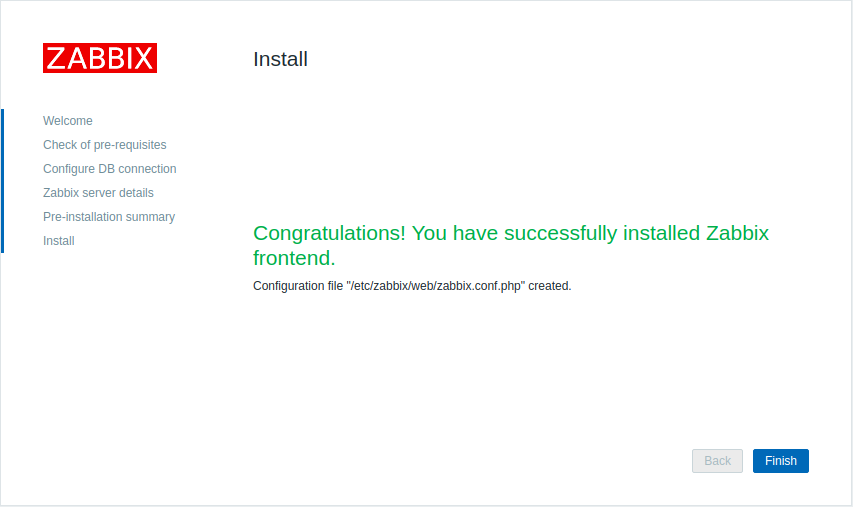 ZABBIX
Install
Welcome
Check of pre-requisites
Configure DB connection
Zabbix server details
Pre-installation summary
Install
Congratulations! You have successfully installed Zabbix
frontend.
Configuration file "/etc/zabbix/web/zabbix.conf.php" created.
Back
Finish